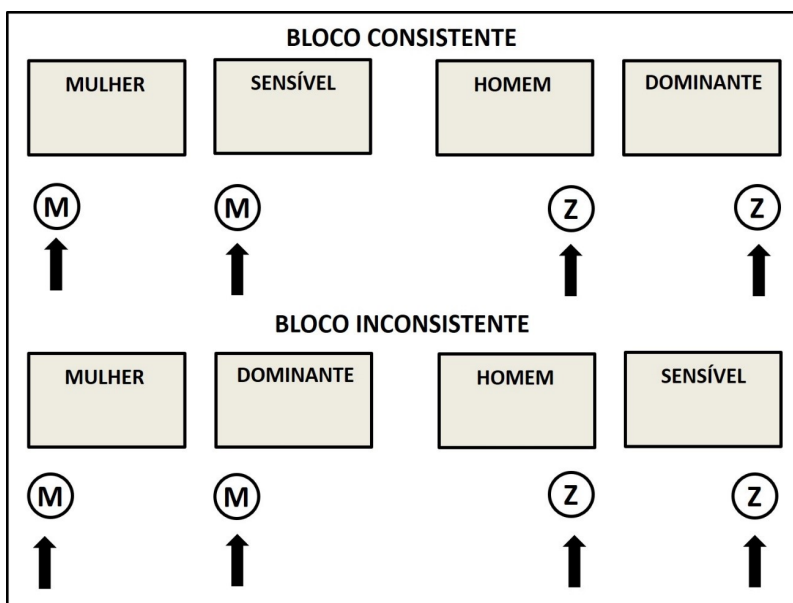 BLOCO CONSISTENTE
MULHER SENSÍVEL HOMEM DOMINANTE
M M Z Z
BLOCO INCONSISTENTE
MULHER DOMINANTE HOMEM SENSÍVEL
M M Z Z